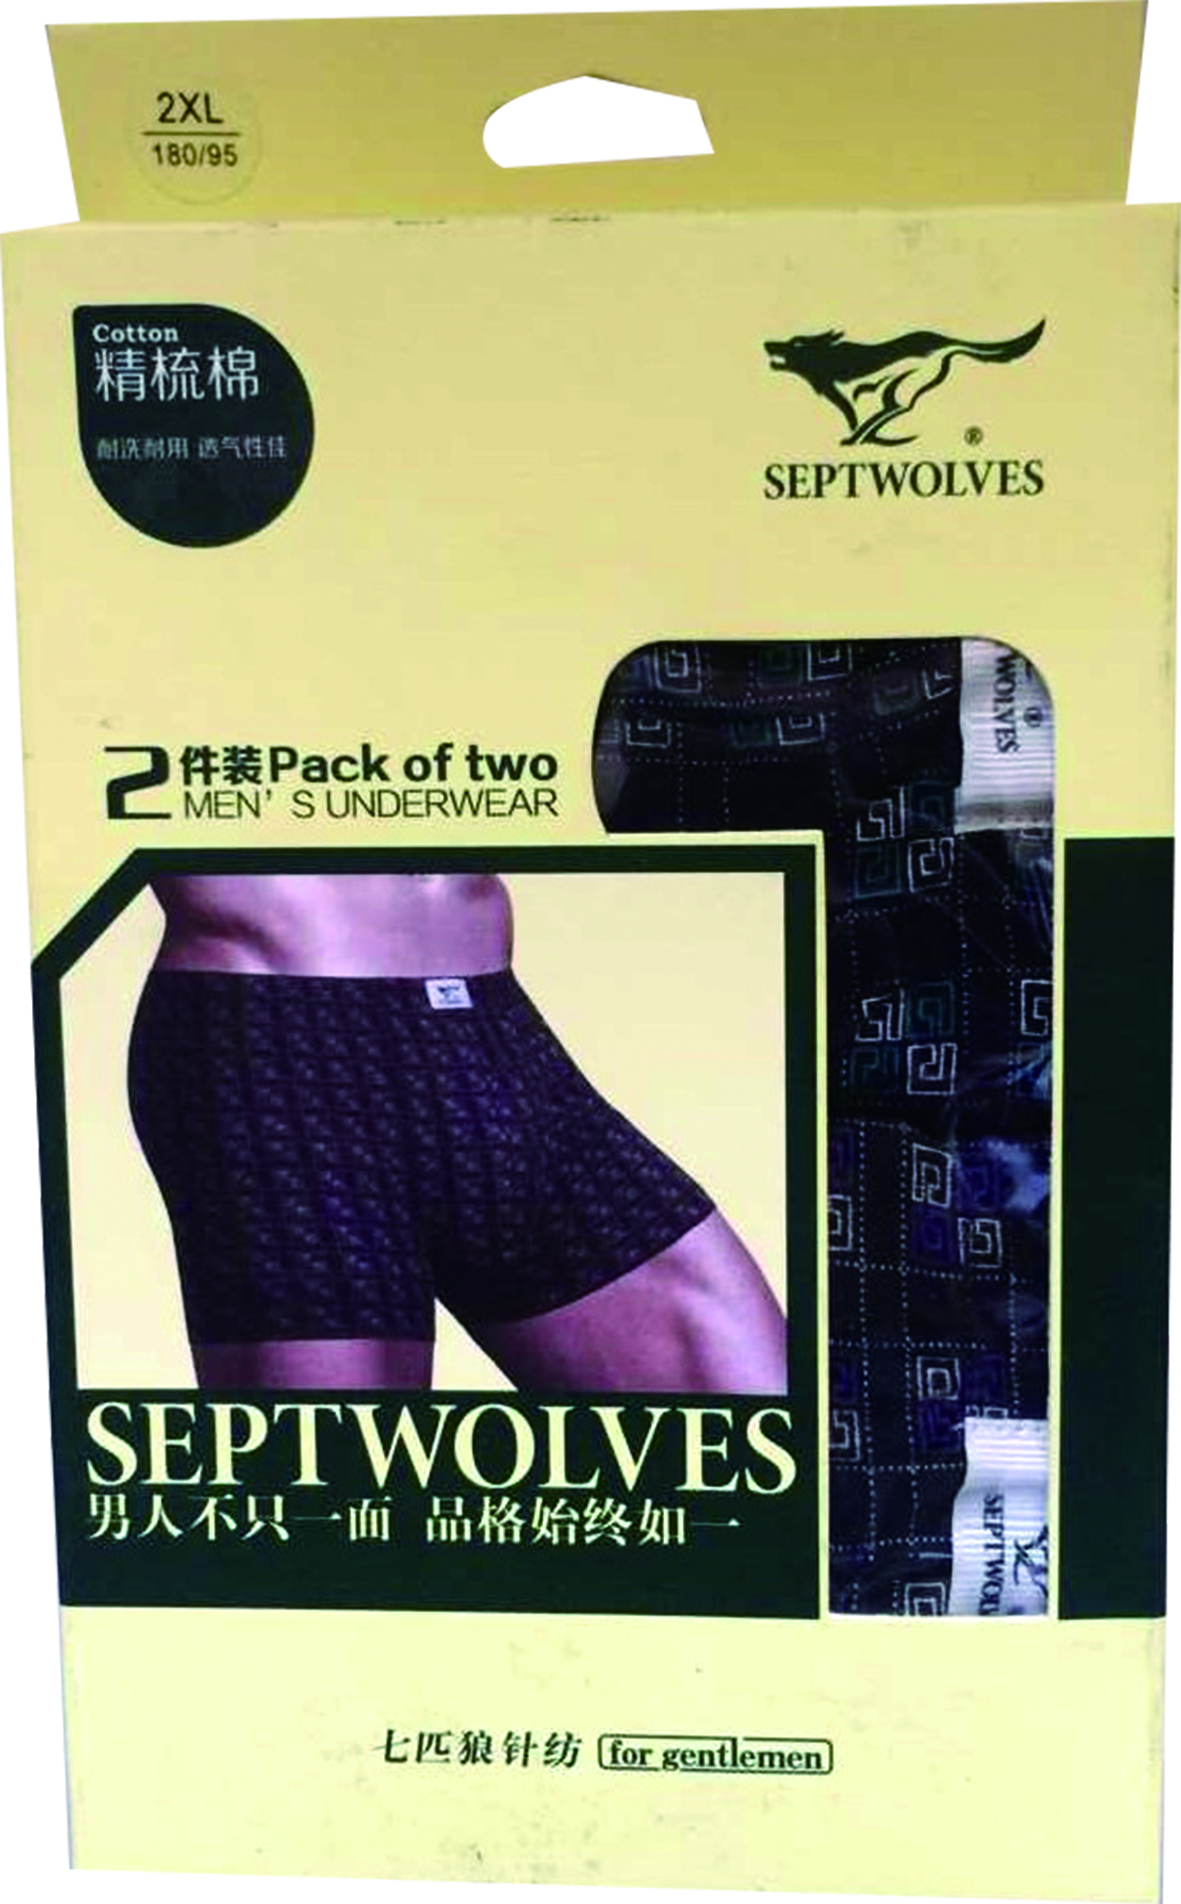 2XL
180/95
Cotton
精梳棉
耐洗耐用 透气性佳
®
SEPTWOLVES
2件装Pack of two
MEN'S UNDERWEAR
®
WOLVES
SEPTWOLVES
男人不只一面 品格始终如一
SEPTWOL
七匹狼针纺 for gentlemen